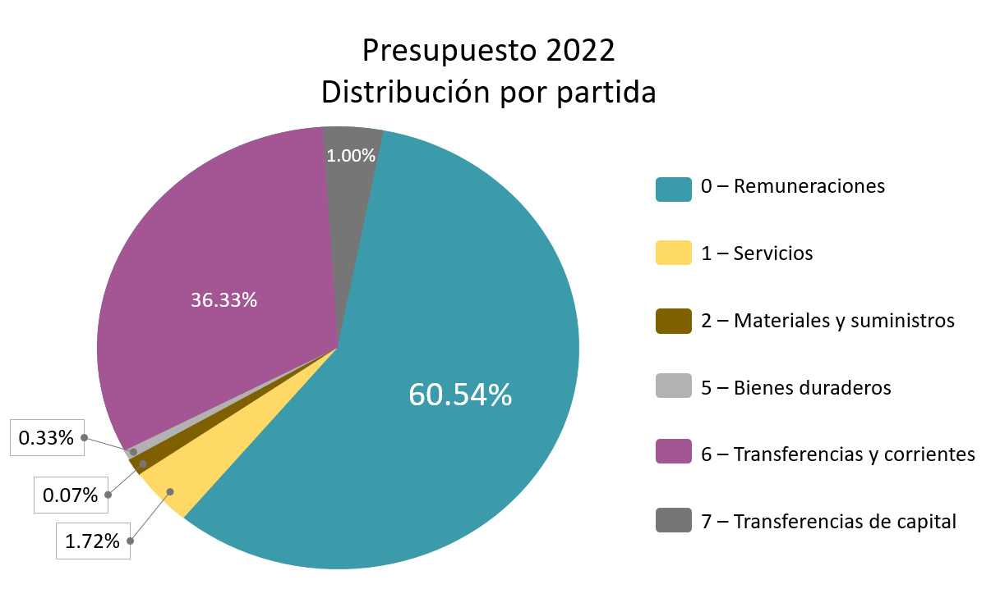 Presupuesto 2022
Distribución por partida
1.00%
36.33%
60.54%
0.33%
0.07%
1.72%
0 – Remuneraciones
1 – Servicios
2 – Materiales y suministros
5 – Bienes duraderos
6 – Transferencias y corrientes
7 – Transferencias de capital